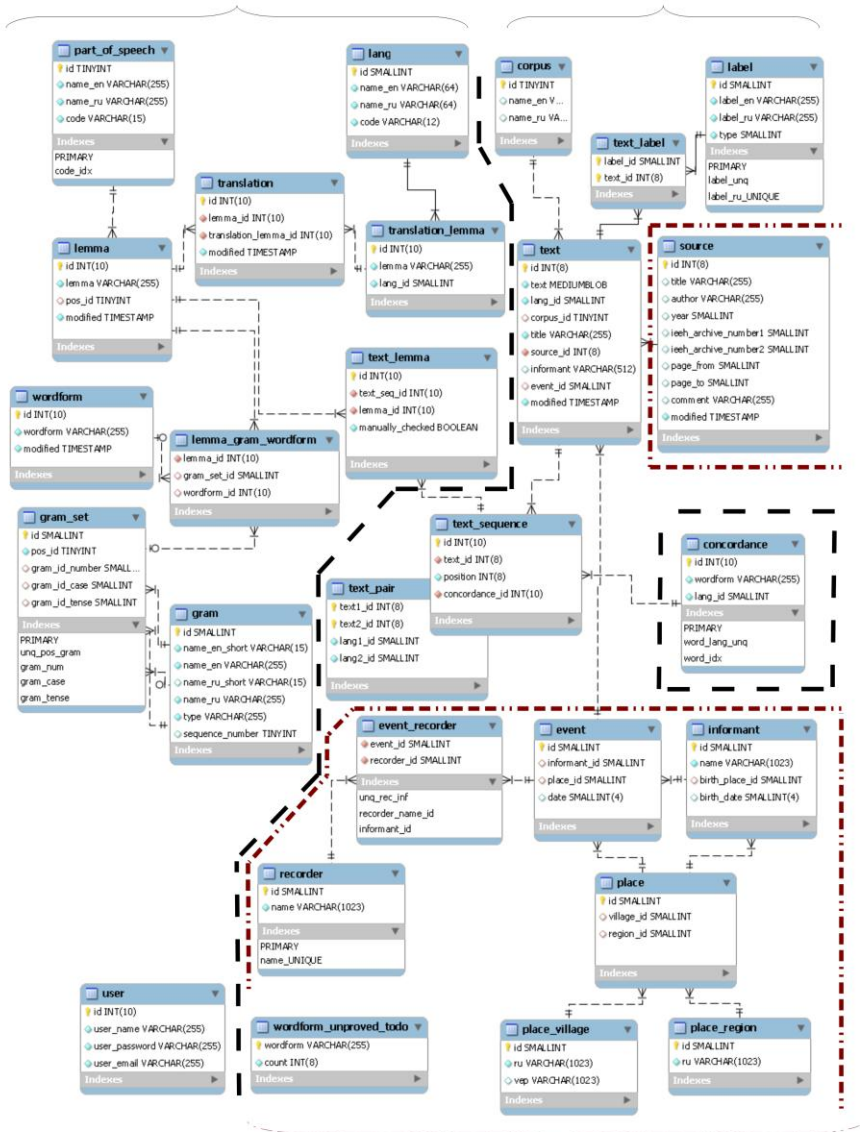 part_of_speech
id TINYINT
name_en VARCHAR(255)
name_ru VARCHAR(255)
code VARCHAR(15)
Indexes
PRIMARY
code_idx
lang
id SMALLINT
name_en VARCHAR(64)
name_ru VARCHAR(64)
code VARCHAR(12)
Indexes
corpus
id TINYINT
name_en V...
name_ru VA...
Indexes
label
id SMALLINT
label_en VARCHAR(255)
label_ru VARCHAR(255)
type SMALLINT
Indexes
PRIMARY
label_unq
label_ru_UNIQUE
text_label
label_id SMALLINT
text_id INT(8)
Indexes
translation
id INT(10)
lemma_id INT(10)
translation_lemma_id INT(10)
modified TIMESTAMP
Indexes
translation_lemma
id INT(10)
lemma VARCHAR(255)
lang_id SMALLINT
Indexes
lemma
id INT(10)
lemma VARCHAR(255)
pos_id TINYINT
modified TIMESTAMP
Indexes
text
id INT(8)
text MEDIUMBLOB
lang_id SMALLINT
corpus_id TINYINT
title VARCHAR(255)
source_id INT(8)
informant VARCHAR(512)
event_id SMALLINT
modified TIMESTAMP
Indexes
source
id INT(8)
title VARCHAR(255)
author VARCHAR(255)
year SMALLINT
ieeh_archive_number1 SMALLINT
ieeh_archive_number2 SMALLINT
page_from SMALLINT
page_to SMALLINT
comment VARCHAR(255)
modified TIMESTAMP
Indexes
text_lemma
id INT(10)
text_seq_id INT(10)
lemma_id INT(10)
manually_checked BOOLEAN
Indexes
wordform
id INT(10)
wordform VARCHAR(255)
modified TIMESTAMP
Indexes
lemma_gram_wordform
lemma_id INT(10)
gram_set_id SMALLINT
wordform_id INT(10)
Indexes
gram_set
id SMALLINT
pos_id TINYINT
gram_id_number SMALL...
gram_id_case SMALLINT
gram_id_tense SMALLINT
Indexes
PRIMARY
unq_pos_gram
gram_num
gram_case
gram_tense
text_sequence
id INT(10)
text_id INT(8)
position INT(8)
concordance_id INT(10)
Indexes
concordance
id INT(10)
wordform VARCHAR(255)
lang_id SMALLINT
Indexes
PRIMARY
word_lang_unq
word_idx
text_pair
text1_id INT(8)
text2_id INT(8)
lang1_id SMALLINT
lang2_id SMALLINT
Indexes
gram
id SMALLINT
name_en_short VARCHAR(15)
name_en VARCHAR(255)
name_ru_short VARCHAR(15)
name_ru VARCHAR(255)
type VARCHAR(255)
sequence_number TINYINT
Indexes
event_recorder
event_id SMALLINT
recorder_id SMALLINT
Indexes
unq_rec_inf
recorder_name_id
informant_id
event
id SMALLINT
informant_id SMALLINT
place_id SMALLINT
date SMALLINT(4)
Indexes
informant
id SMALLINT
name VARCHAR(1023)
birth_place_id SMALLINT
birth_date SMALLINT(4)
Indexes
recorder
id SMALLINT
name VARCHAR(1023)
Indexes
PRIMARY
name_UNIQUE
place
id SMALLINT
village_id SMALLINT
region_id SMALLINT
Indexes
user
id INT(10)
user_name VARCHAR(255)
user_password VARCHAR(255)
user_email VARCHAR(255)
Indexes
wordform_unproved_todo
wordform VARCHAR(255)
count INT(8)
Indexes
place_village
id SMALLINT
ru VARCHAR(1023)
vep VARCHAR(1023)
Indexes
place_region
id SMALLINT
ru VARCHAR(1023)
Indexes